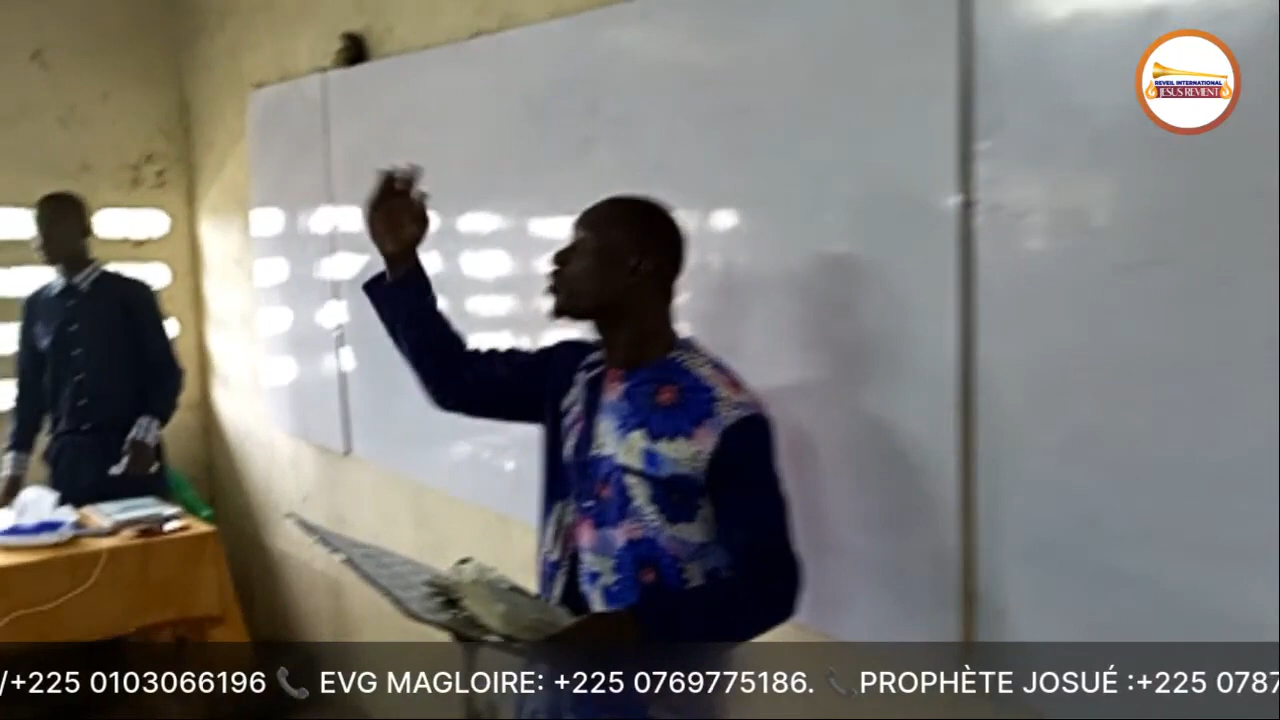 REVEIL INTERNATIONAL
JESUS REVIENT
/+225 0103066196 📞 EVG MAGLOIRE: +225 0769775186. 📞PROPHÈTE JOSUÉ :+225 0787